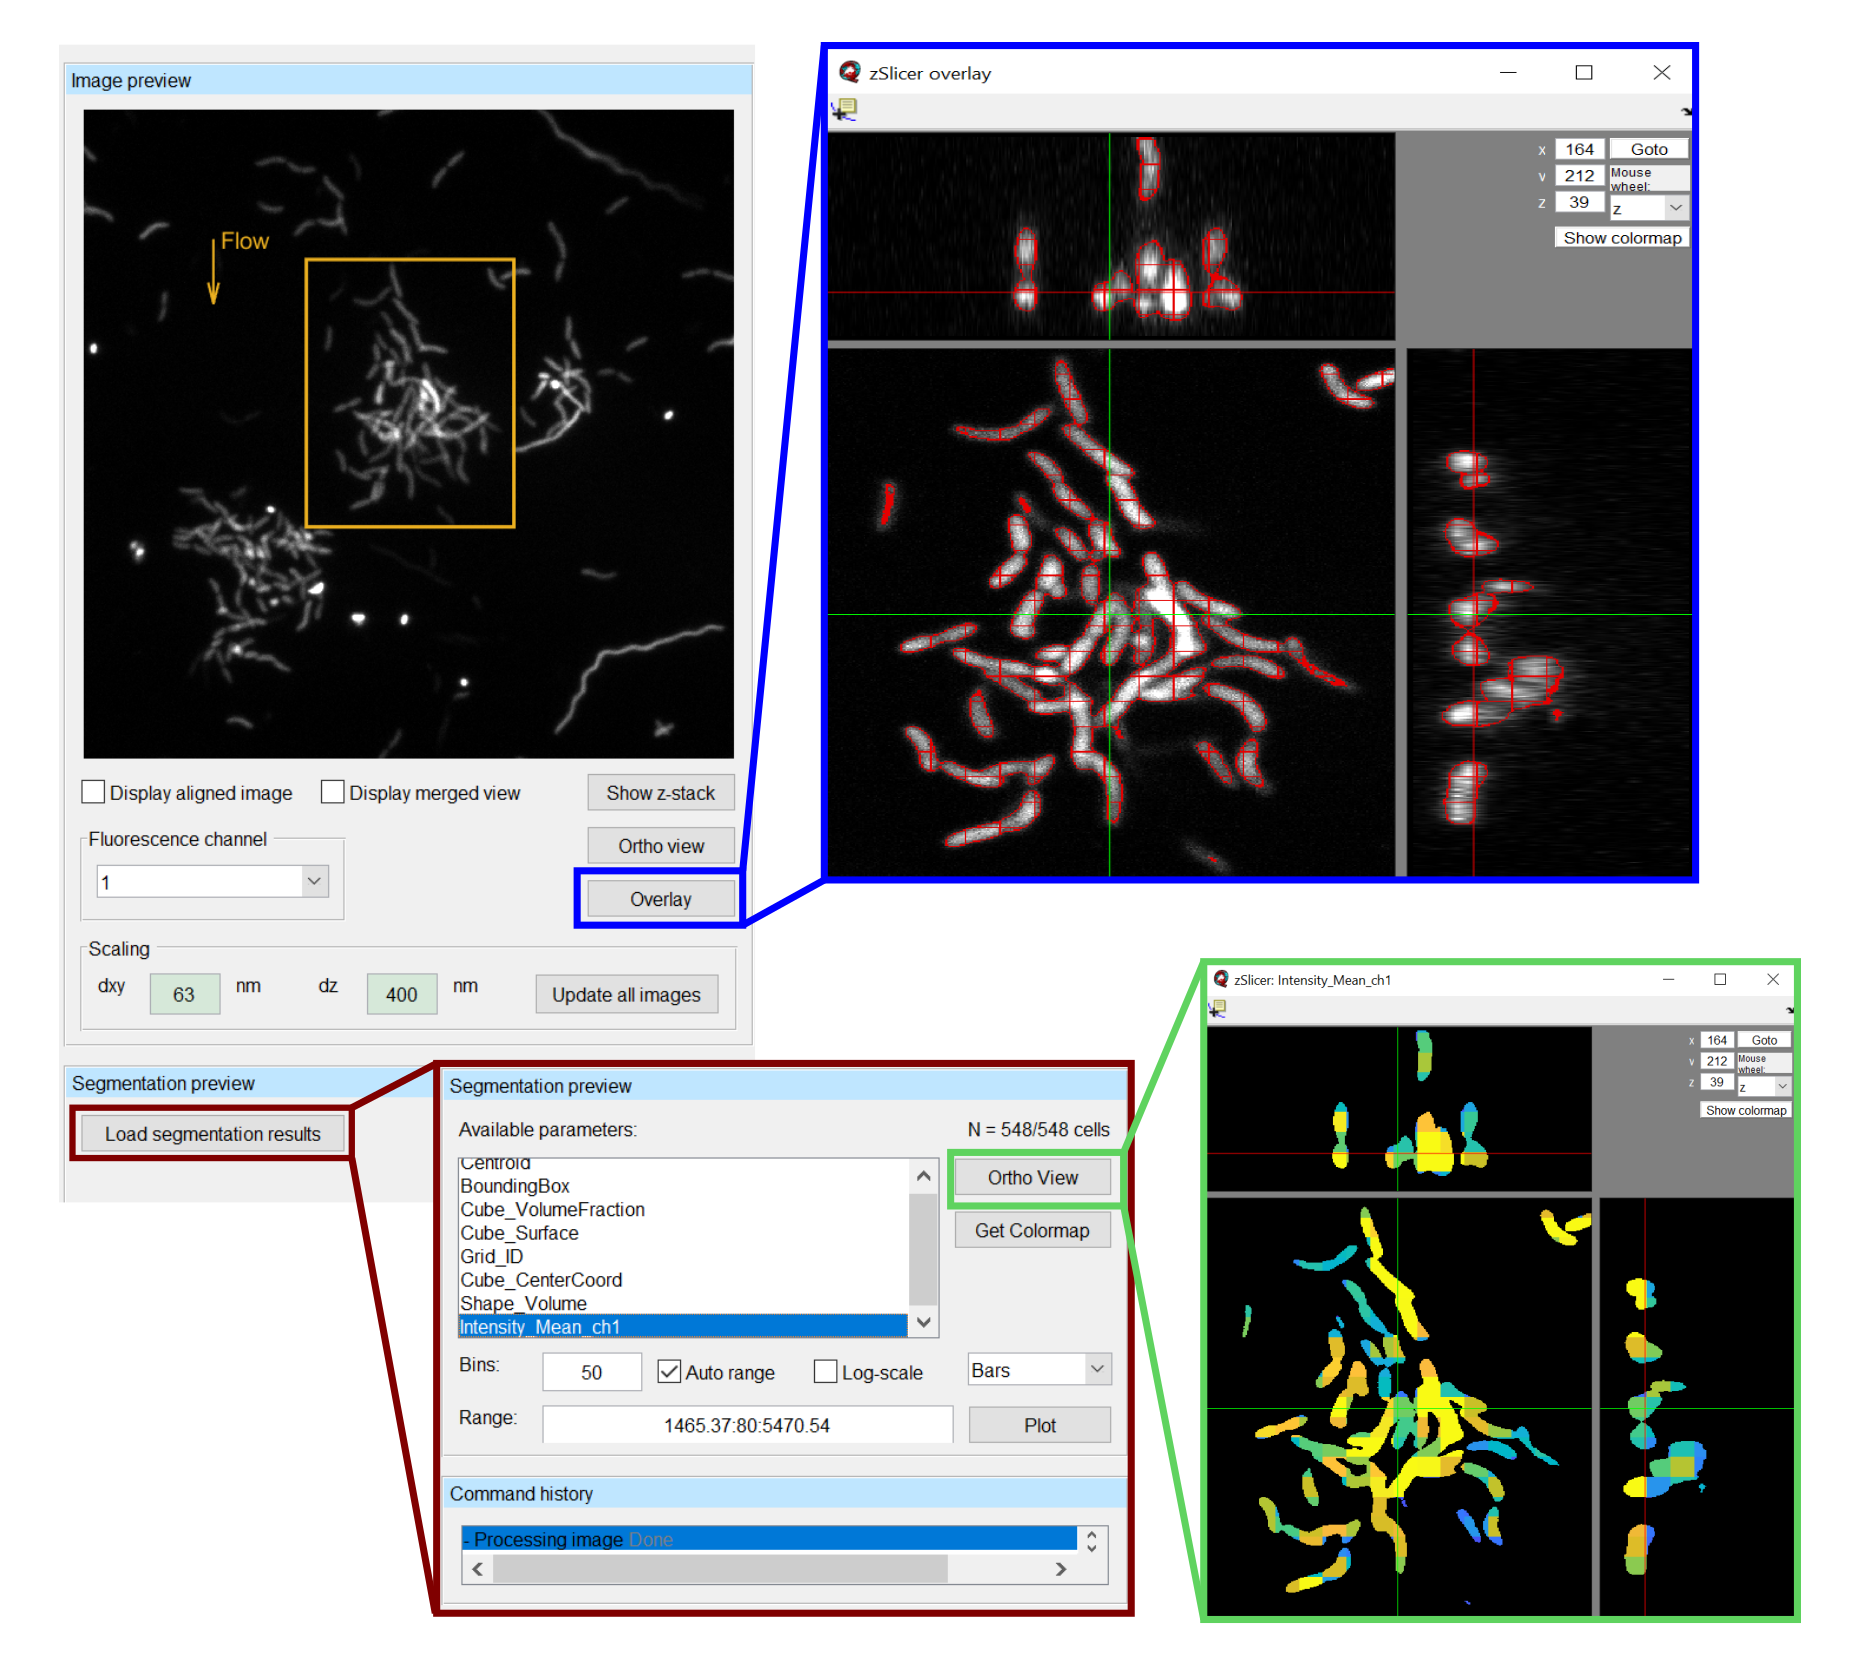 Image preview
Flow
Display aligned image
Display merged view
Show z-stack
Fluorescence channel
Ortho view
1
Overlay
Scaling
dxy
63
nm
dz
400
nm
Update all images
Segmentation preview
Load segmentation results
zSlicer overlay
x
164
Goto
y
212
Mouse
wheel:
z
39
z
Show colormap
Segmentation preview
Available parameters:
N = 548/548 cells
Centroid
BoundingBox
Cube_VolumeFraction
Cube_Surface
Grid_ID
Cube_CenterCoord
Shape_Volume
Intensity_Mean_ch1
Ortho View
Get Colormap
Bins:
50
Auto range
Log-scale
Bars
Range:
1465.37:80:5470.54
Plot
Command history
- Processing image Done
zSlicer: Intensity_Mean_ch1
x
164
Goto
y
212
Mouse
wheel:
z
39
z
Show colormap